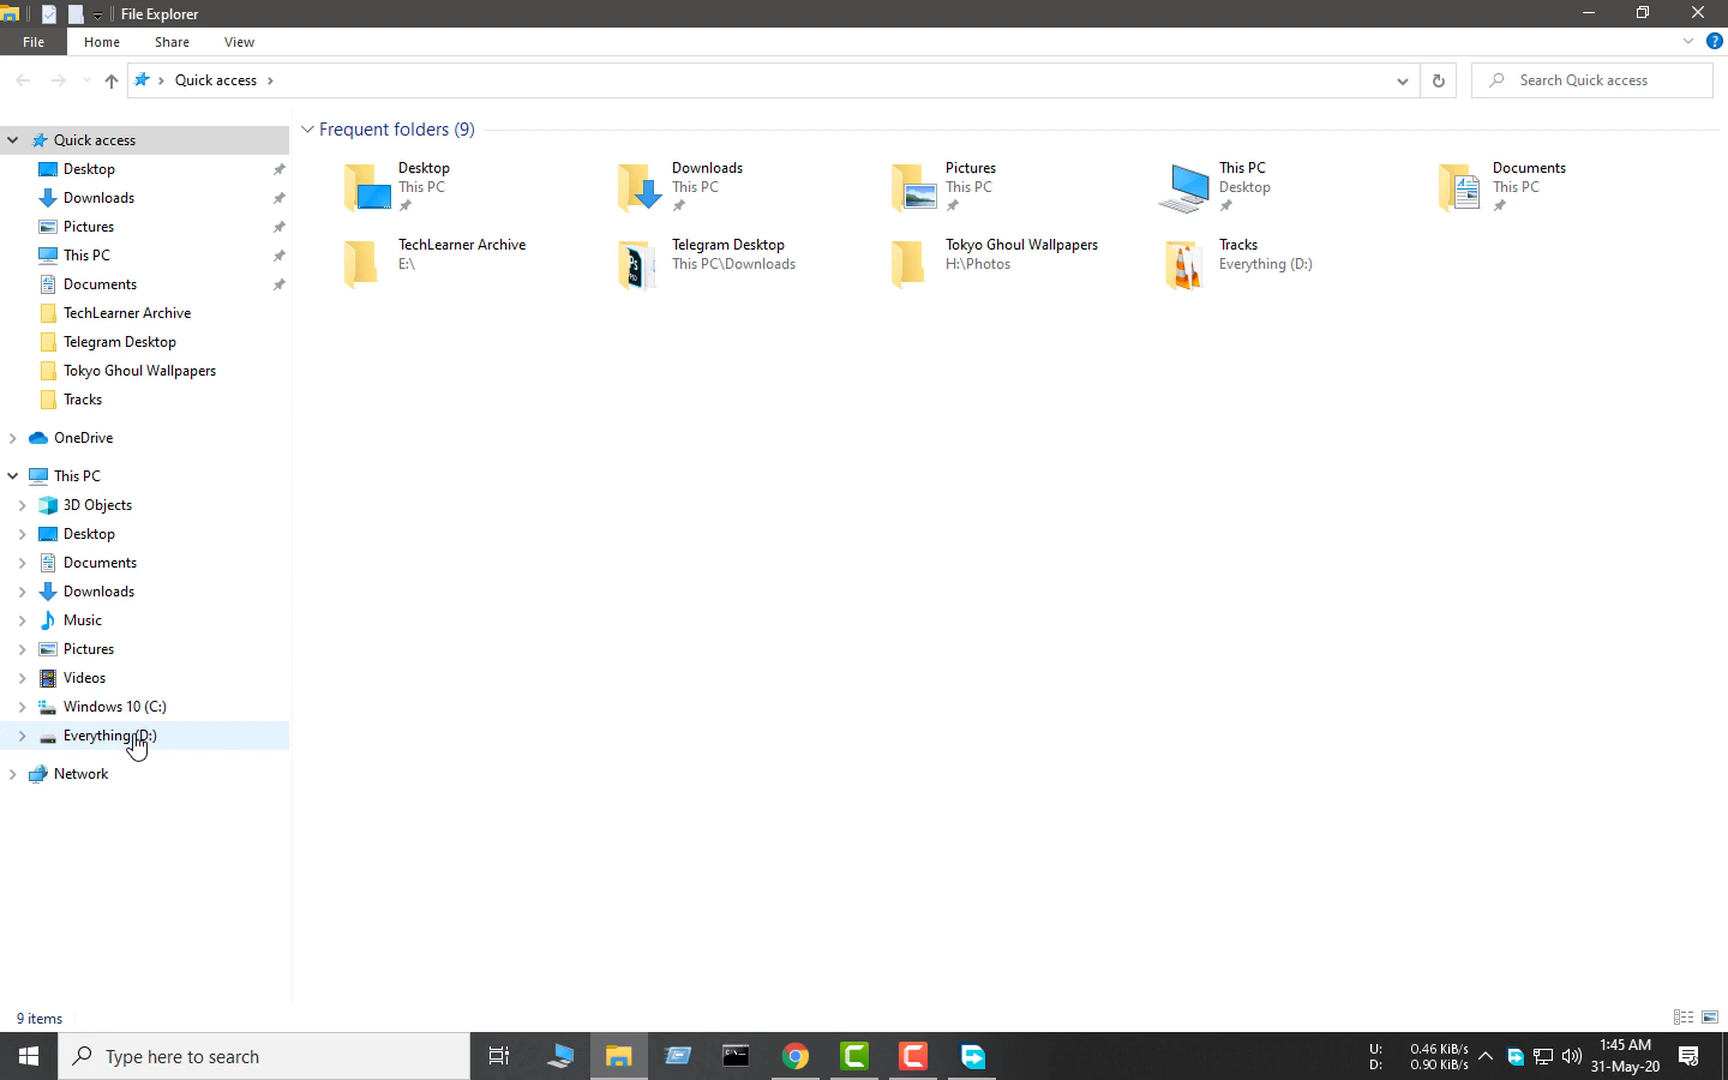 File Explorer
File Home Share View
Quick access
Search Quick access
Quick access
Desktop
Downloads
Pictures
This PC
Documents
TechLearner Archive
Telegram Desktop
Tokyo Ghoul Wallpapers
Tracks
OneDrive
This PC
3D Objects
Desktop
Documents
Downloads
Music
Pictures
Videos
Windows 10 (C:)
Everything (D:)
Network
Frequent folders (9)
Desktop
This PC
Downloads
This PC
Pictures
This PC
This PC
Desktop
Documents
This PC
TechLearner Archive
E:\
Telegram Desktop
This PC\Downloads
Tokyo Ghoul Wallpapers
H:\Photos
Tracks
Everything (D:)
9 items
Type here to search
U: 0.46 KiB/s
D: 0.90 KiB/s
1:45 AM
31-May-20